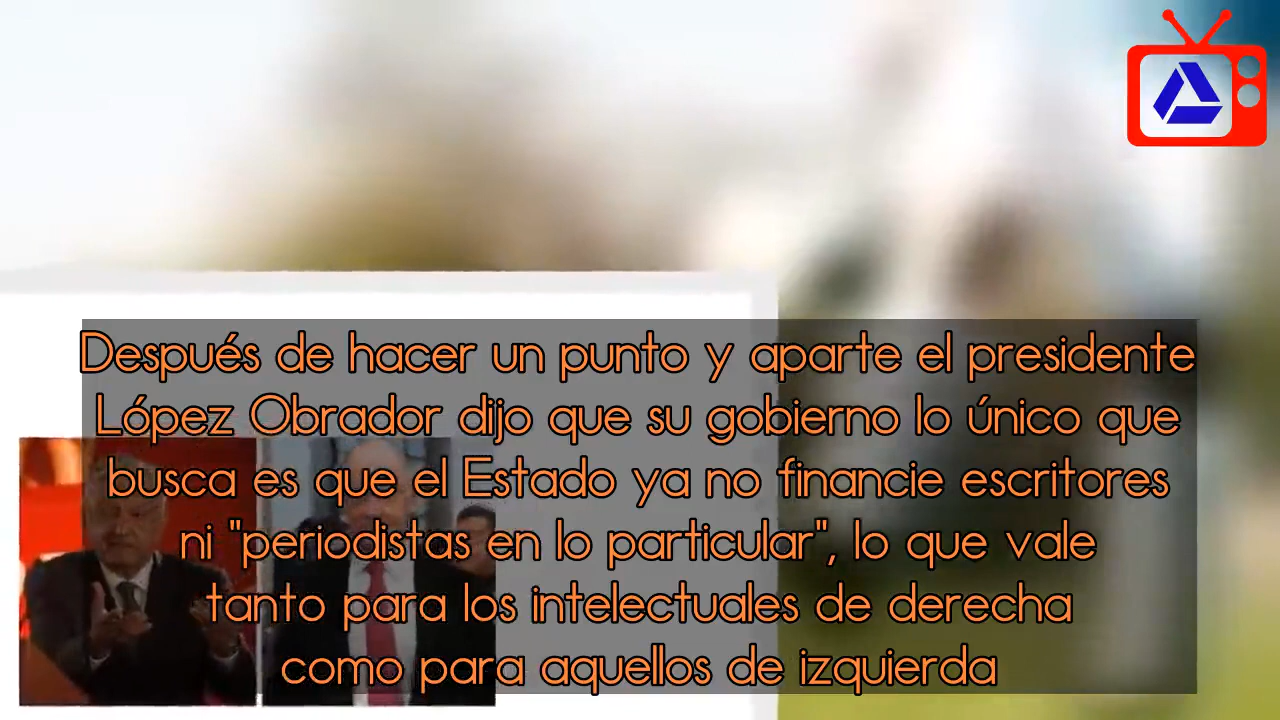 Después de hacer un punto y aparte el presidente
López Obrador dijo que su gobierno lo único que
busca es que el Estado ya no financie escritores
ni "periodistas en lo particular", lo que vale
tanto para los intelectuales de derecha
como para aquellos de izquierda